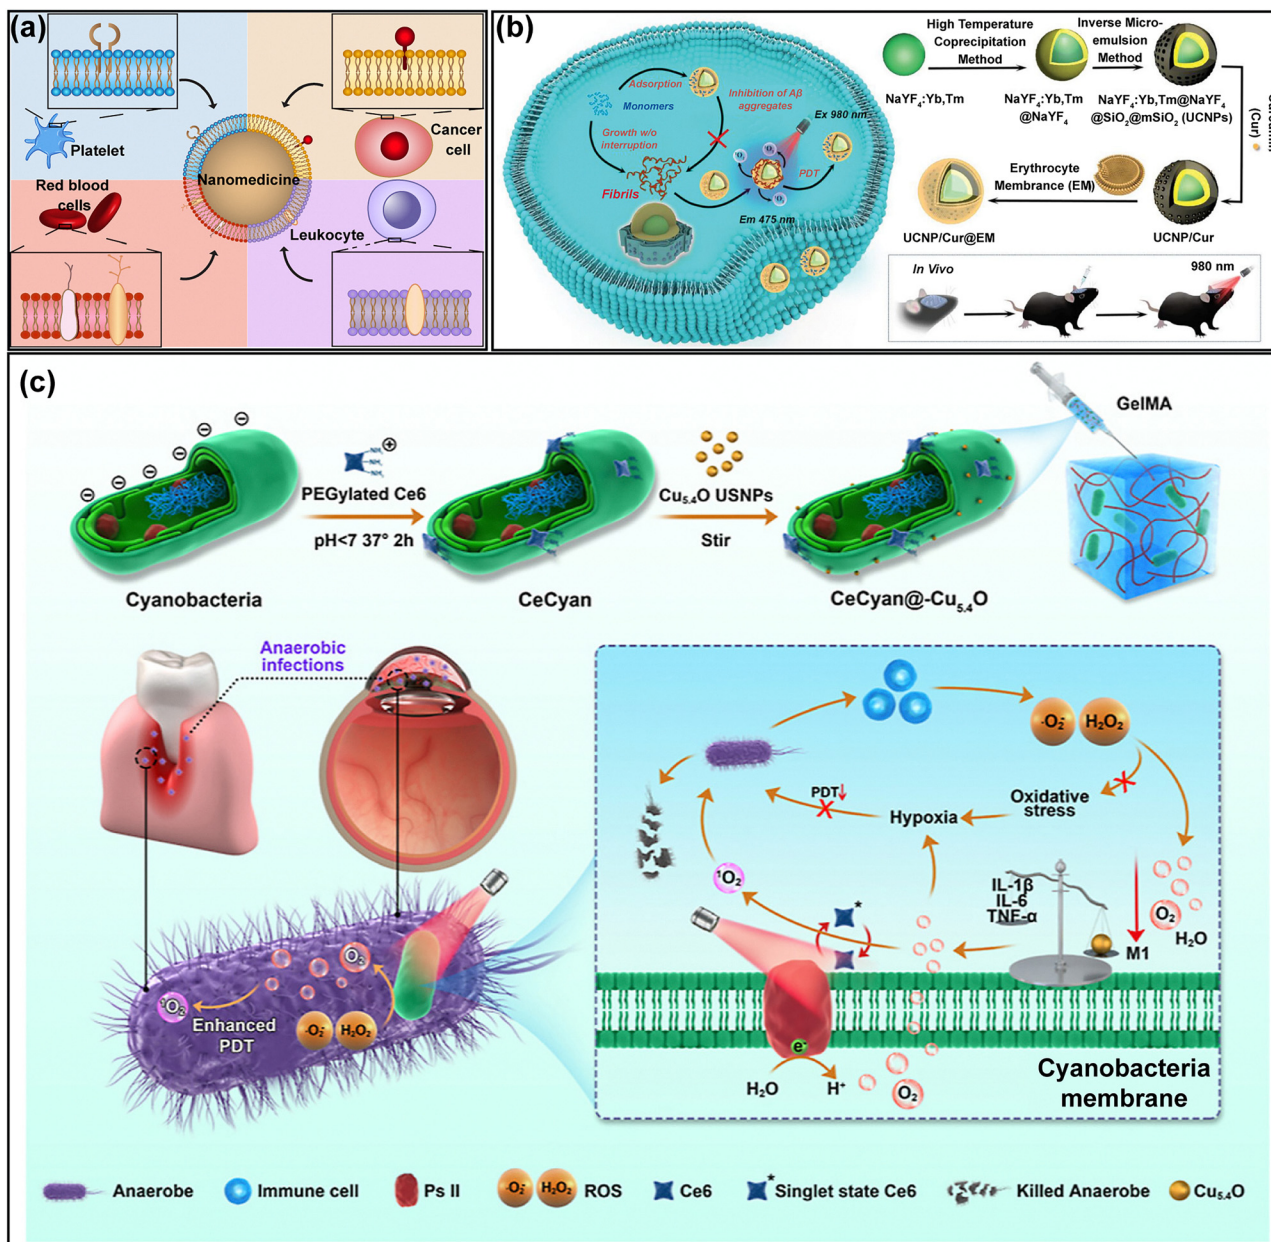 (a)
Platelet
Cancer
cell
Nanomedicine
Red blood
cells
Leukocyte
(b)
Adsorption
Monomers
Inhibition of Aβ
aggregates
Growth w/o
interruption
Ex 980 nm
¹O₂
¹O₂
¹O₂
PDT
Fibrils
Em 475 nm
High Temperature
Coprecipitation
Method
Inverse Micro-
emulsion
Method
NaYF₄:Yb,Tm
NaYF₄:Yb,Tm
@NaYF₄
NaYF₄:Yb,Tm@NaYF₄
@SiO₂@mSiO₂ (UCNPs)
(Cur)
Erythrocyte
Membrance (EM)
UCNP/Cur@EM
UCNP/Cur
In Vivo
980 nm
(c)
GelMA
PEGylated Ce6
pH<7 37° 2h
Cu₅.₄O USNPs
Stir
Cyanobacteria
CeCyan
CeCyan@-Cu₅.₄O
Anaerobic
infections
·O₂⁻
H₂O₂
PDT↓
Hypoxia
Oxidative
stress
¹O₂
*
IL-1β
IL-6
TNF-α
M1
O₂
H₂O
O₂
¹O₂
Enhanced
PDT
·O₂⁻
H₂O₂
e⁻
H₂O
H⁺
O₂
Cyanobacteria
membrane
Anaerobe
Immune cell
Ps II
·O₂⁻
H₂O₂
ROS
Ce6
*
Singlet state Ce6
Killed Anaerobe
Cu₅.₄O